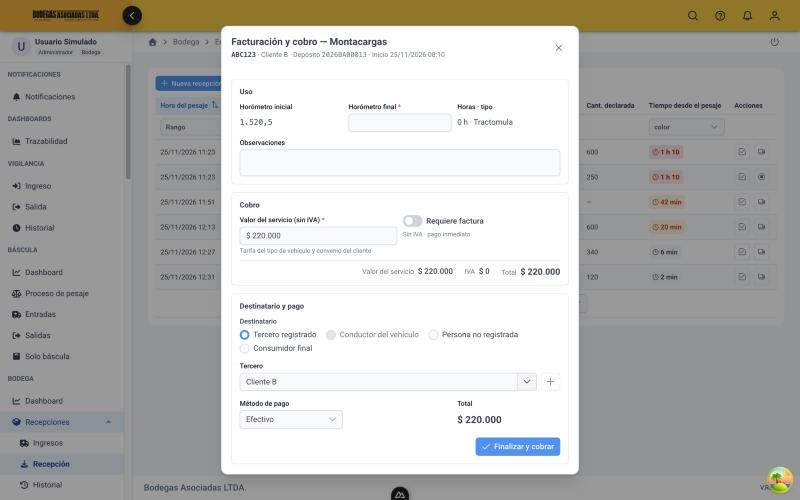 BODEGAS ASOCIADAS LTDA.
U
Usuario Simulado
Administrador
Bodega
NOTIFICACIONES
Notificaciones
DASHBOARDS
Trazabilidad
VIGILANCIA
Ingreso
Salida
Historial
BÁSCULA
Dashboard
Proceso de pesaje
Entradas
Salidas
Solo báscula
BODEGA
Dashboard
Recepciones
Ingresos
Recepción
Historial
Bodega
+ Nueva recepción
Hora del pesaje
Cant. declarada
Tiempo desde el pesaje
Acciones
Rango
color
25/11/2026 11:23
600
1 h 10
25/11/2026 11:23
250
1 h 10
25/11/2026 11:51
–
42 min
25/11/2026 12:13
600
20 min
25/11/2026 12:27
340
6 min
25/11/2026 12:31
120
2 min
Facturación y cobro — Montacargas
ABC123 · Cliente B · Depósito 2026BA00013 · Inicio 25/11/2026 08:10
Uso
Horómetro inicial
Horómetro final *
Horas · tipo
1.520,5
0 h · Tractomula
Observaciones
Cobro
Valor del servicio (sin IVA) *
Requiere factura
$ 220.000
Sin IVA · pago inmediato
Tarifa del tipo de vehículo y convenio del cliente
Valor del servicio $ 220.000 IVA $ 0 Total $ 220.000
Destinatario y pago
Destinatario
Tercero registrado
Conductor del vehículo
Persona no registrada
Consumidor final
Tercero
Cliente B
Método de pago
Total
Efectivo
$ 220.000
Finalizar y cobrar
Bodegas Asociadas LTDA.